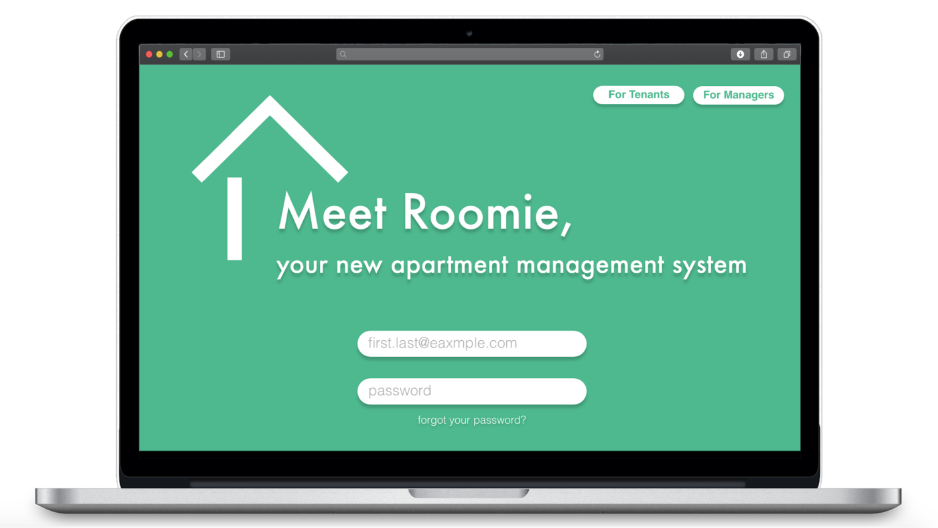 For Tenants
For Managers
Meet Roomie,
your new apartment management system
first.last@eaxmple.com
password
forgot your password?